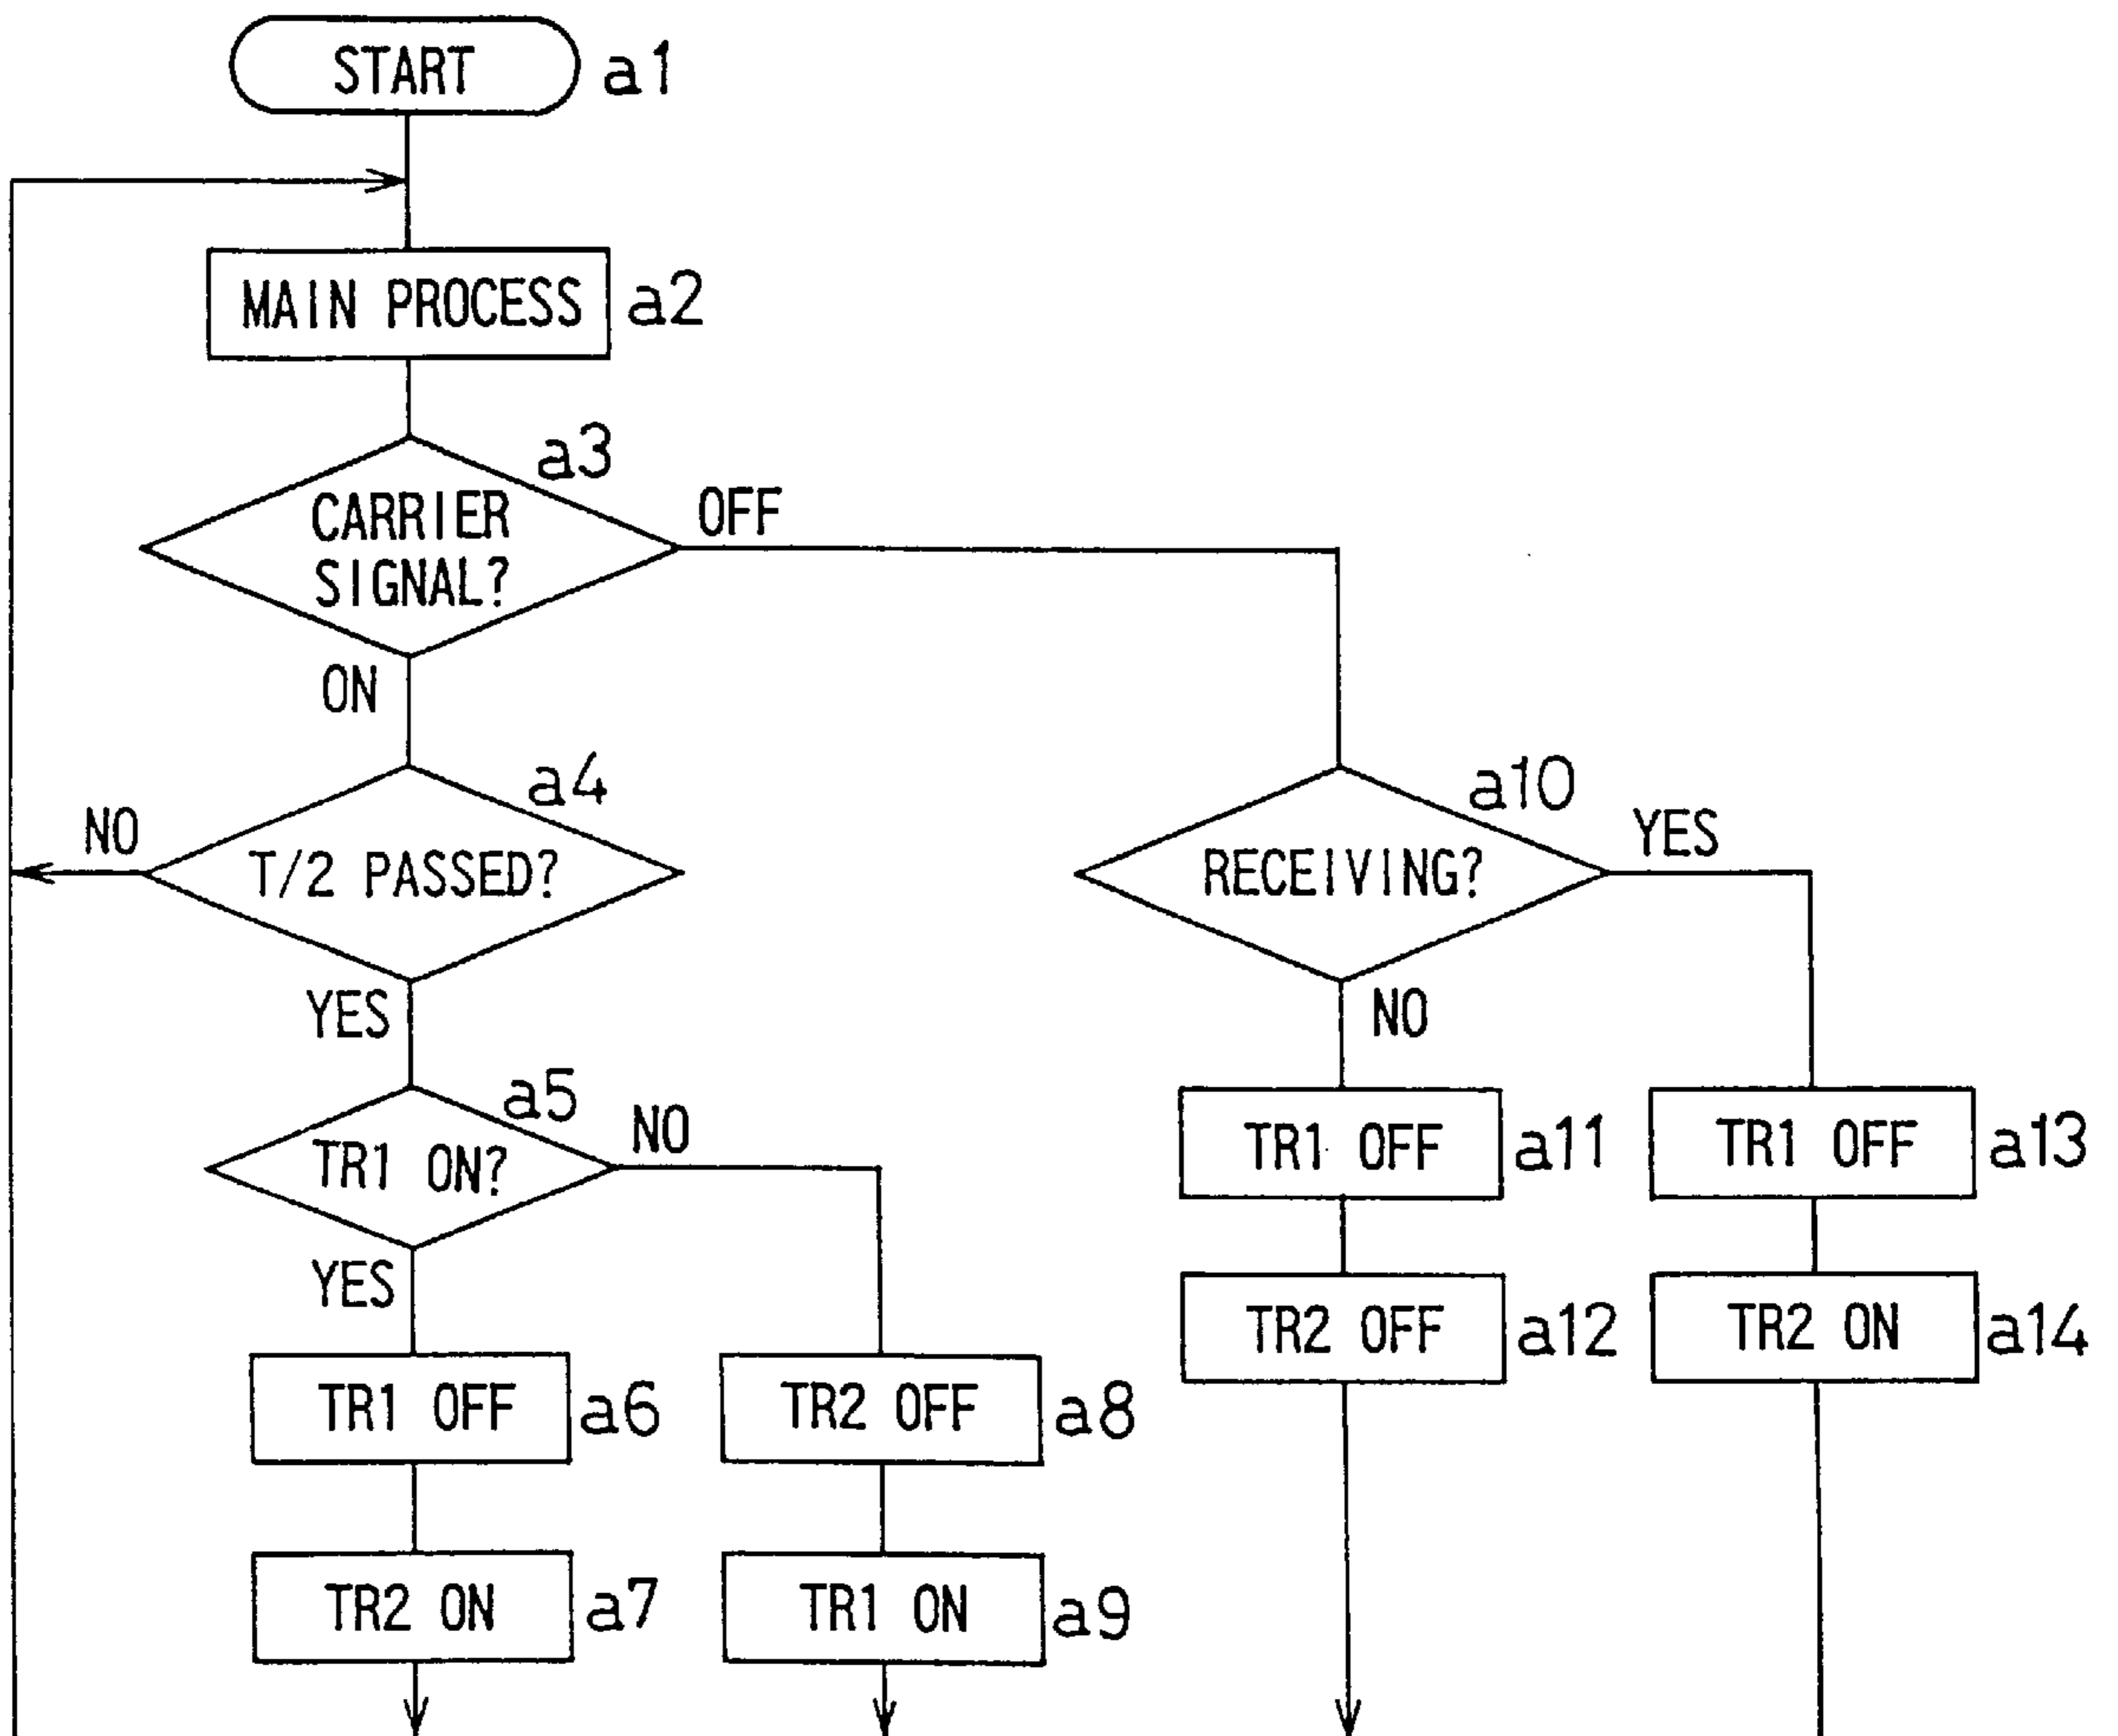 START a1
MAIN PROCESS a2
a3
CARRIER
SIGNAL?
OFF
ON
a4
NO
T/2 PASSED?
YES
a10
RECEIVING?
YES
NO
a5
TR1 ON?
NO
YES
TR1 OFF a11
TR1 OFF a13
TR2 OFF a12
TR2 ON a14
TR1 OFF a6
TR2 OFF a8
TR2 ON a7
TR1 ON a9